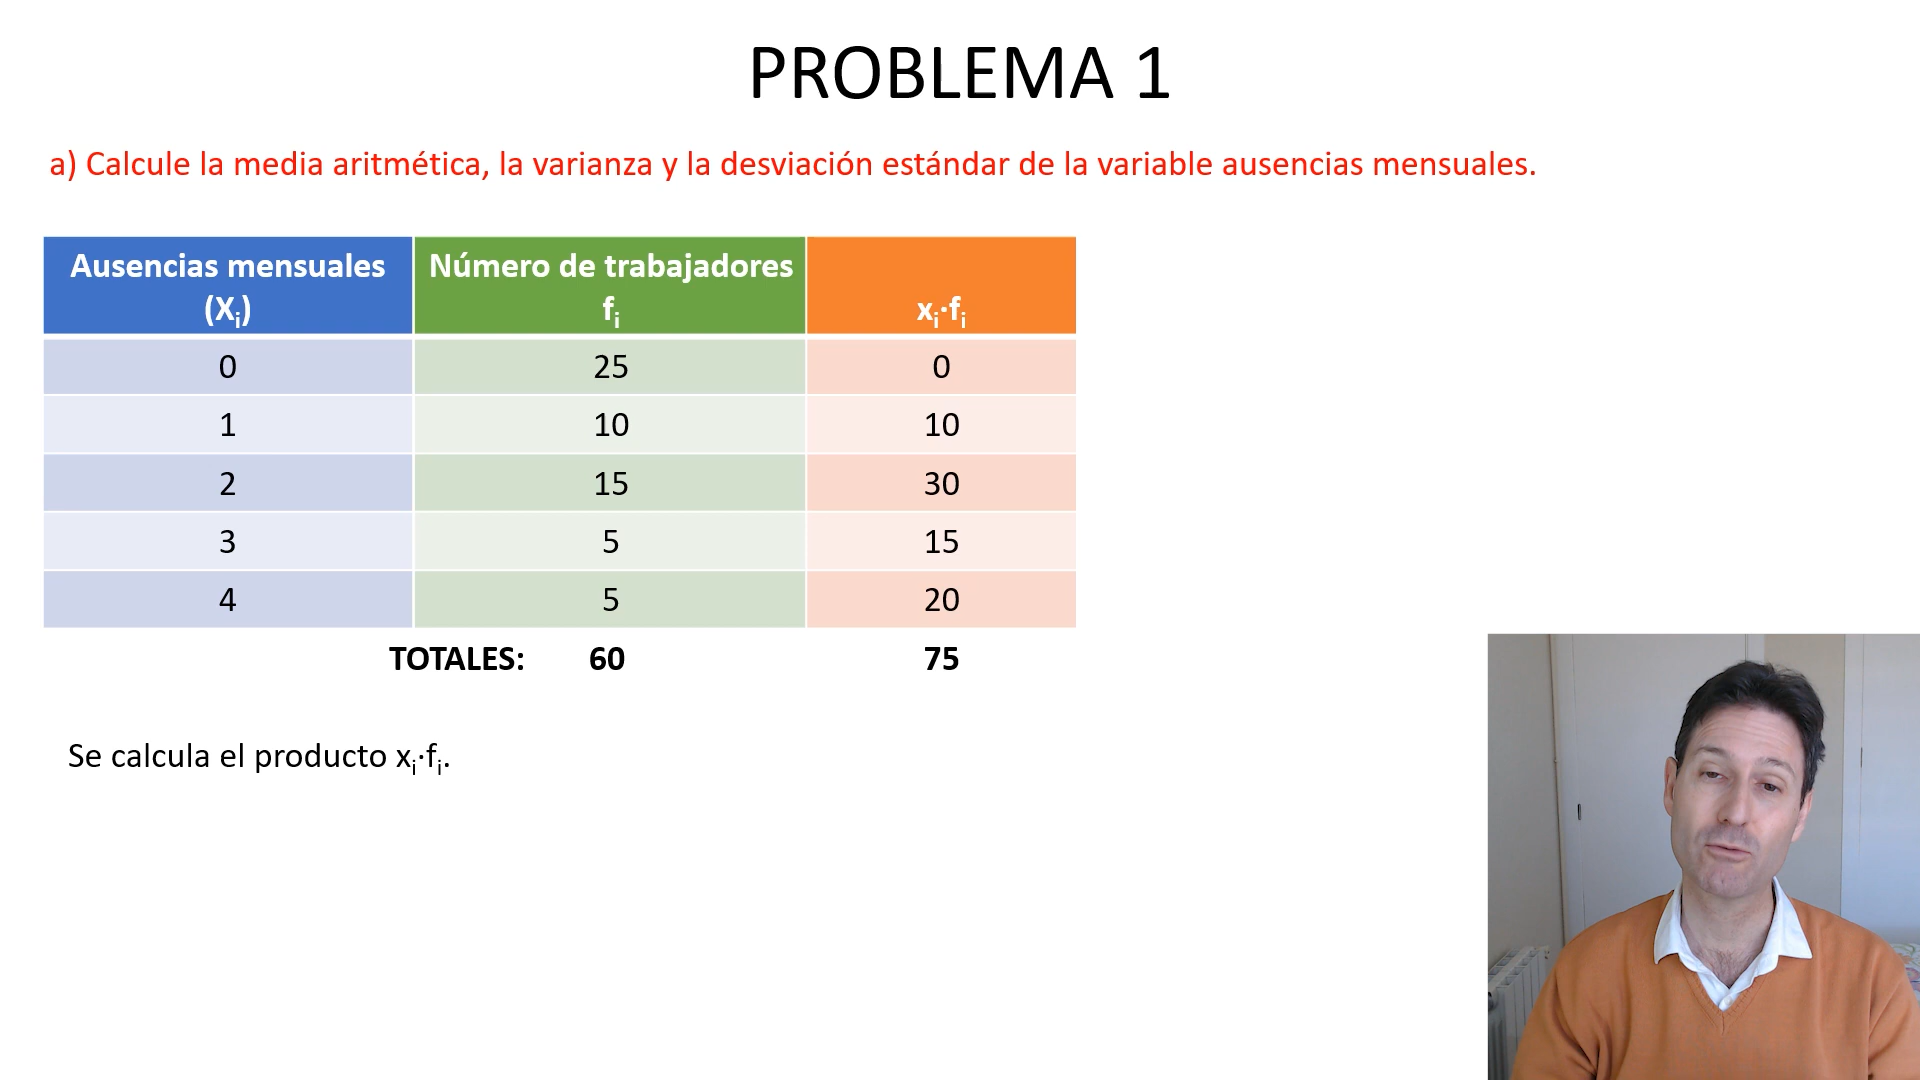 PROBLEMA 1
a) Calcule la media aritmética, la varianza y la desviación estándar de la variable ausencias mensuales.
Ausencias mensuales (Xᵢ) Número de trabajadores fᵢ xᵢ·fᵢ
0 25 0
1 10 10
2 15 30
3 5 15
4 5 20
TOTALES: 60 75
Se calcula el producto xᵢ·fᵢ.